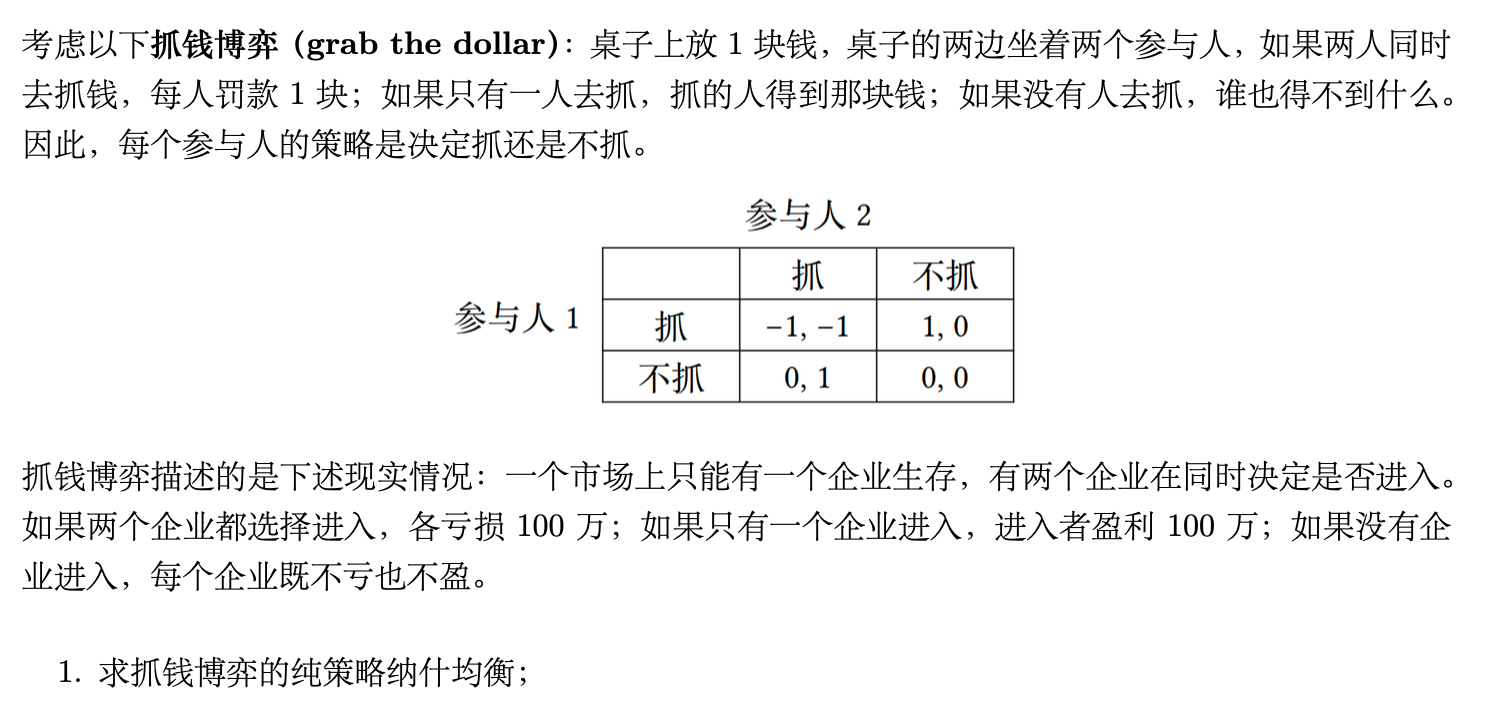 考虑以下抓钱博弈 (grab the dollar)：桌子上放 1 块钱，桌子的两边坐着两个参与人，如果两人同时
去抓钱，每人罚款 1 块；如果只有一人去抓，抓的人得到那块钱；如果没有人去抓，谁也得不到什么。
因此，每个参与人的策略是决定抓还是不抓。
参与人 2
抓 不抓
参与人 1
抓 −1, −1 1, 0
不抓 0, 1 0, 0
抓钱博弈描述的是下述现实情况：一个市场上只能有一个企业生存，有两个企业在同时决定是否进入。
如果两个企业都选择进入，各亏损 100 万；如果只有一个企业进入，进入者盈利 100 万；如果没有企
业进入，每个企业既不亏也不盈。
1. 求抓钱博弈的纯策略纳什均衡；